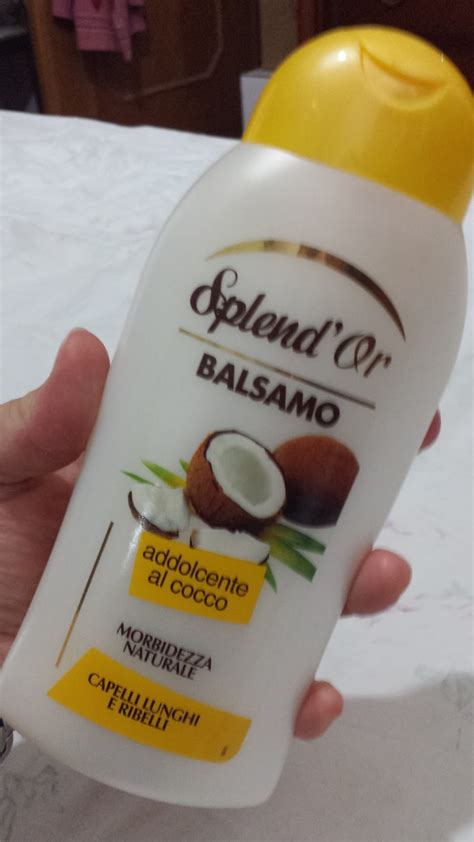 Splend'Or
BALSAMO
addolcente
al cocco
MORBIDEZZA
NATURALE
CAPELLI LUNGHI
E RIBELLI